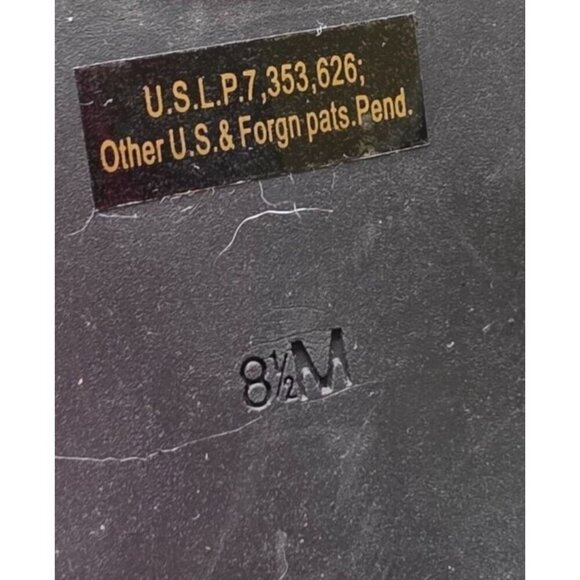 U.S.L.P.7,353,626;
Other U.S.& Forgn pats.Pend.
8½M